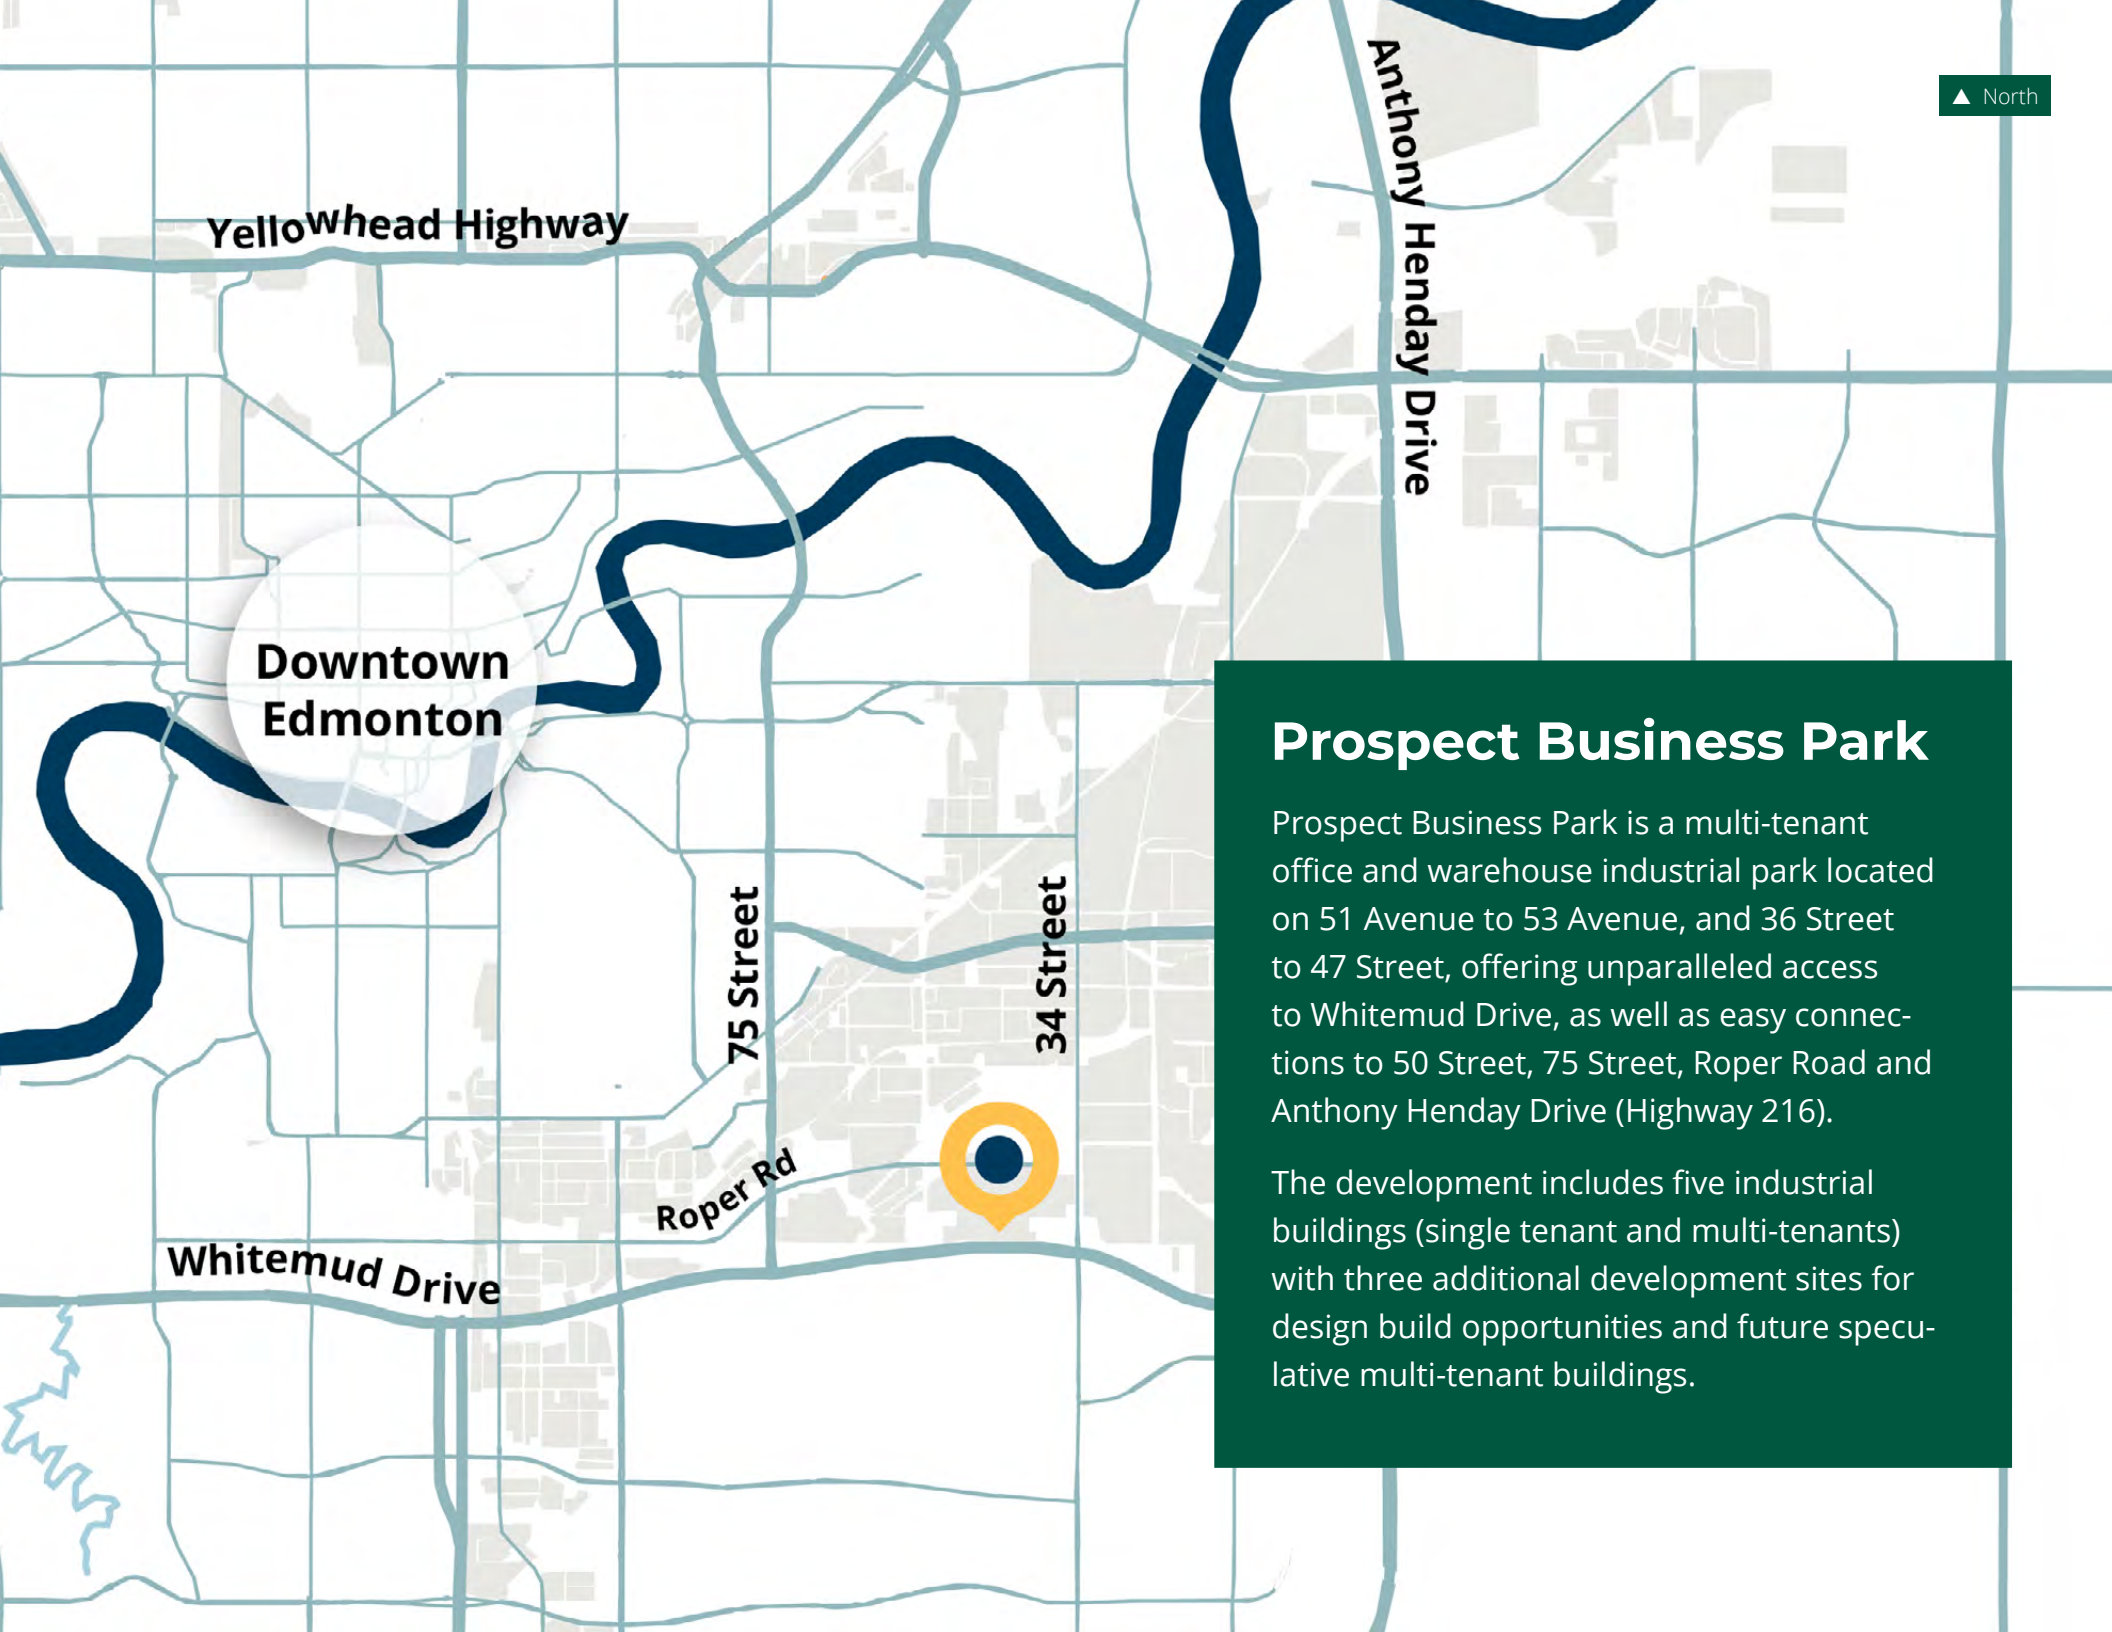 ▲ North
Anthony Henday Drive
Yellowhead Highway
Downtown
Edmonton
75 Street
34 Street
Roper Rd
Whitemud Drive
Prospect Business Park
Prospect Business Park is a multi-tenant
office and warehouse industrial park located
on 51 Avenue to 53 Avenue, and 36 Street
to 47 Street, offering unparalleled access
to Whitemud Drive, as well as easy connec-
tions to 50 Street, 75 Street, Roper Road and
Anthony Henday Drive (Highway 216).
The development includes five industrial
buildings (single tenant and multi-tenants)
with three additional development sites for
design build opportunities and future specu-
lative multi-tenant buildings.